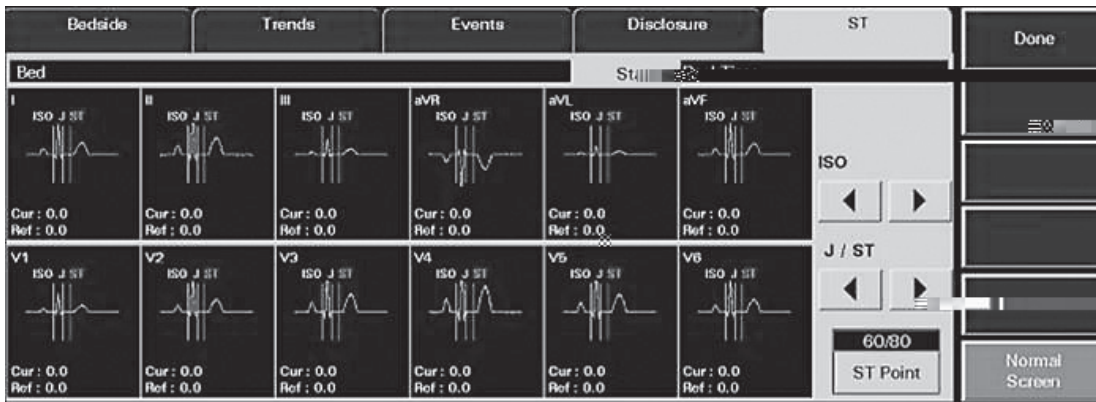 Bedside Trends Events Disclosure ST Done
Bed
I II III aVR aVL aVF
ISO J ST ISO J ST ISO J ST ISO J ST ISO J ST ISO J ST
ISO
Cur: 0.0 Cur: 0.0 Cur: 0.0 Cur: 0.0 Cur: 0.0 Cur: 0.0
Ref: 0.0 Ref: 0.0 Ref: 0.0 Ref: 0.0 Ref: 0.0 Ref: 0.0
V1 V2 V3 V4 V5 V6
J / ST
ISO J ST ISO J ST ISO J ST ISO J ST ISO J ST ISO J ST
60/80
Cur: 0.0 Cur: 0.0 Cur: 0.0 Cur: 0.0 Cur: 0.0 Cur: 0.0
Ref: 0.0 Ref: 0.0 Ref: 0.0 Ref: 0.0 Ref: 0.0 Ref: 0.0
ST Point
Normal
Screen